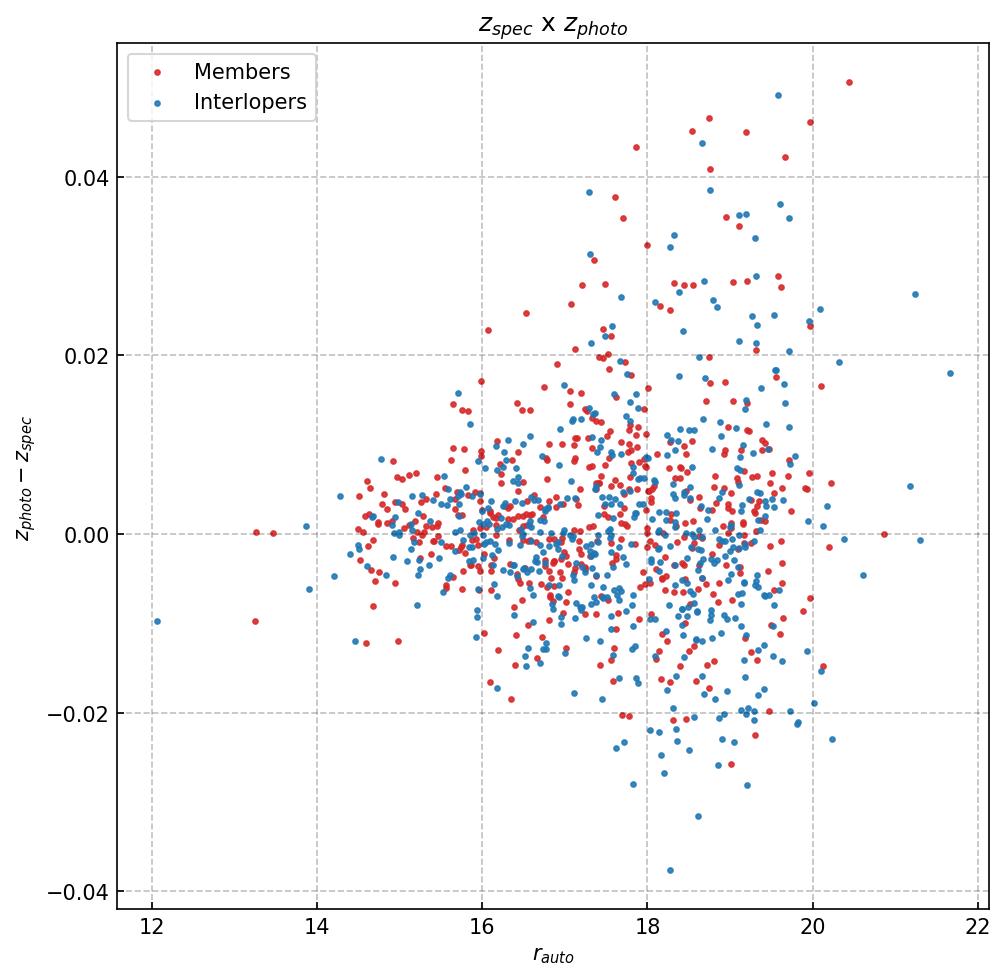 z_spec x z_photo
Members
Interlopers
z_photo − z_spec
0.04
0.02
0.00
−0.02
−0.04
12 14 16 18 20 22
r_auto